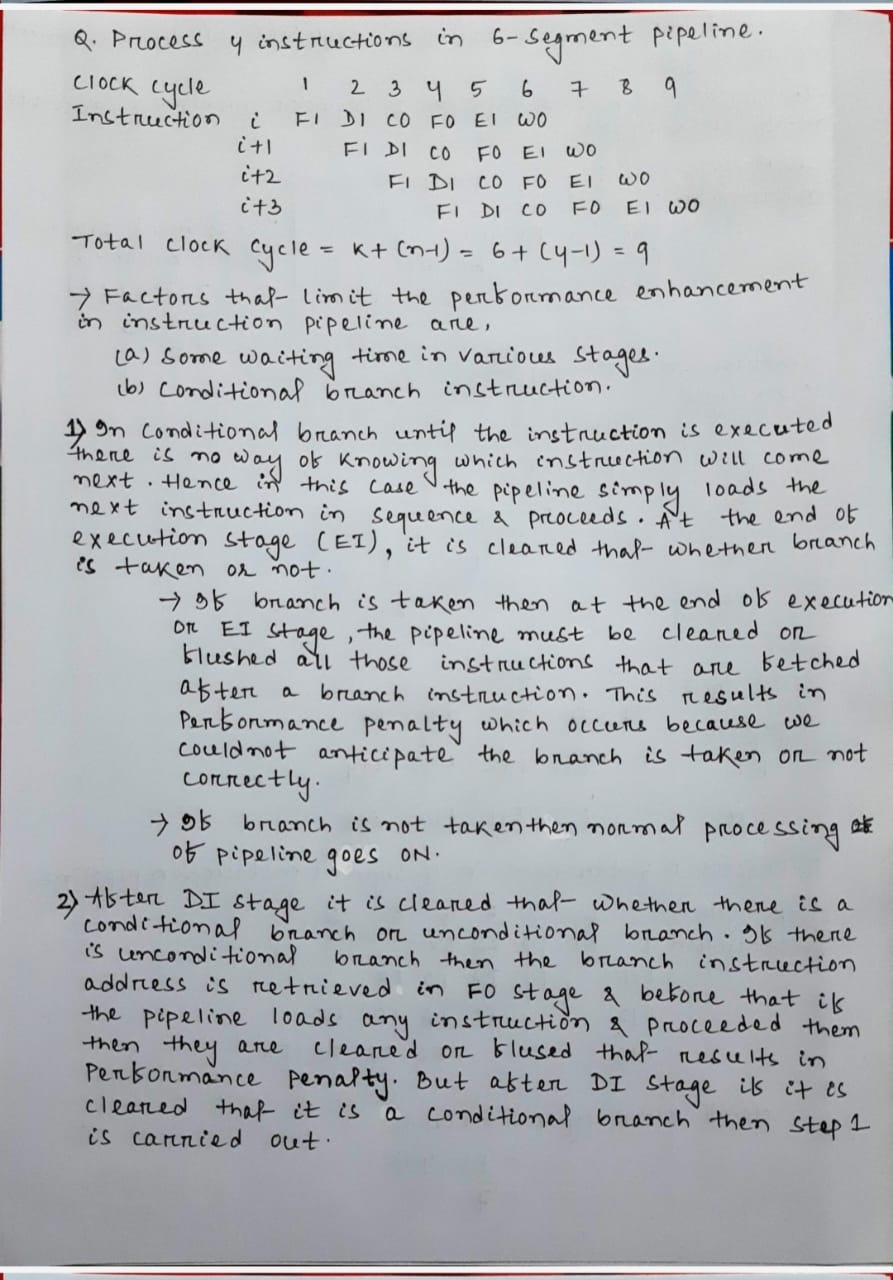 Q. Process 4 instructions in 6-segment pipeline.
Clock cycle 1 2 3 4 5 6 7 8 9
Instruction i FI DI CO FO EI WO
i+1 FI DI CO FO EI WO
i+2 FI DI CO FO EI WO
i+3 FI DI CO FO EI WO
Total clock cycle = k+(n-1) = 6+(4-1) = 9
→ Factors that limit the performance enhancement
in instruction pipeline are,
(a) Some waiting time in various stages.
(b) Conditional branch instruction.
1) In Conditional branch until the instruction is executed
there is no way of knowing which instruction will come
next. Hence in this case the pipeline simply loads the
next instruction in sequence & proceeds. At the end of
execution stage (EI), it is cleared that whether branch
is taken or not.
→ If branch is taken then at the end of execution
or EI stage, the pipeline must be cleared or
flushed all those instructions that are fetched
after a branch instruction. This results in
Performance penalty which occurs because we
couldnot anticipate the branch is taken or not
correctly.
→ If branch is not taken then normal processing
of pipeline goes ON.
2) After DI stage it is cleared that whether there is a
conditional branch or unconditional branch. If there
is unconditional branch then the branch instruction
address is retrieved in FO stage & before that if
the pipeline loads any instruction & proceeded them
then they are cleared or flused that results in
Performance penalty. But after DI stage if it is
cleared that it is a conditional branch then step 1
is carried out.